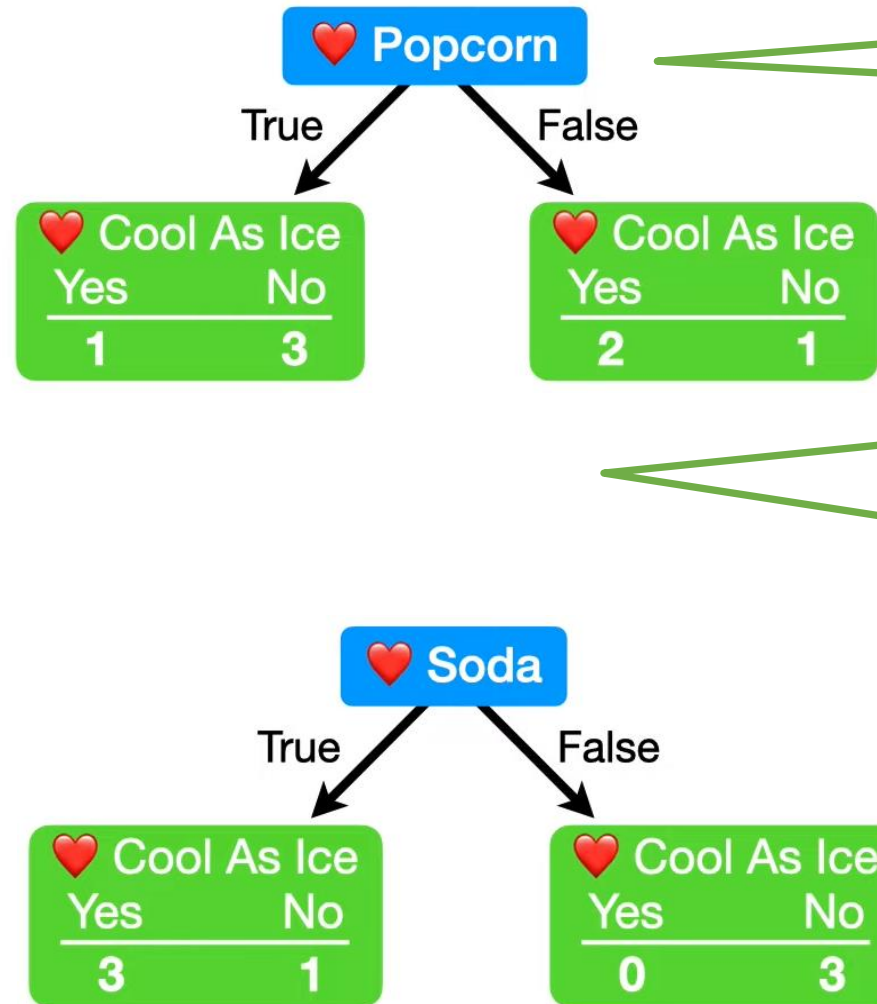 ❤️ Popcorn
True False
❤️ Cool As Ice ❤️ Cool As Ice
Yes No Yes No
1 3 2 1
❤️ Soda
True False
❤️ Cool As Ice ❤️ Cool As Ice
Yes No Yes No
3 1 0 3